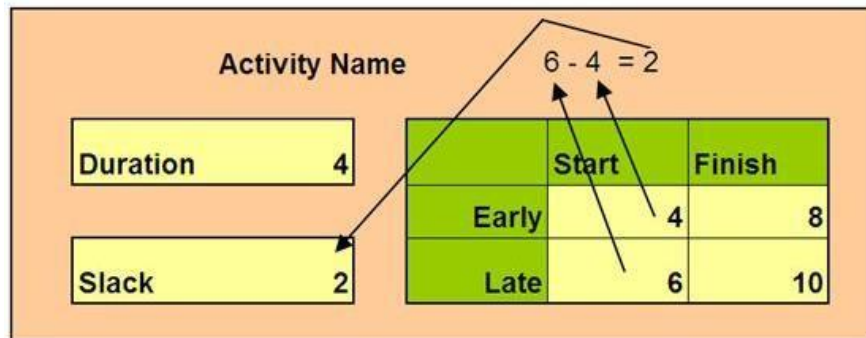 Activity Name 6 - 4 = 2
Duration 4
Start Finish
Early 4 8
Slack 2
Late 6 10